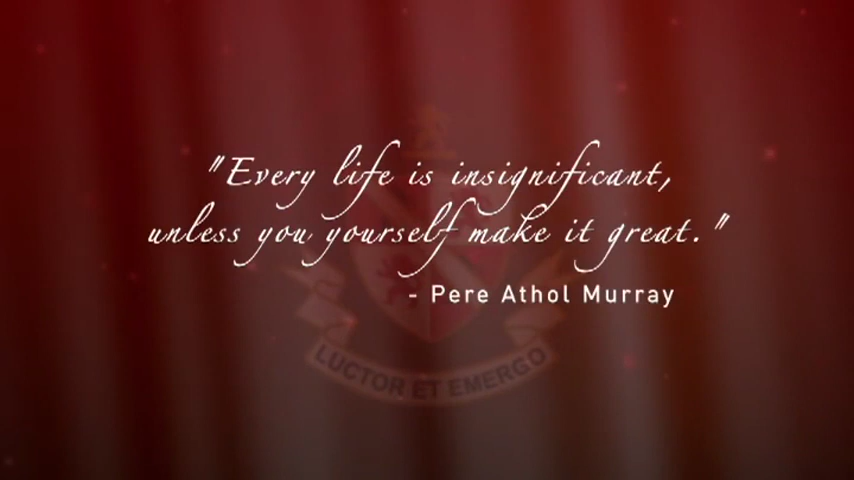 "Every life is insignificant,
unless you yourself make it great."
- Pere Athol Murray
LUCTOR ET EMERGO